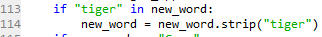 113 if "tiger" in new_word:
114 new_word = new_word.strip("tiger")